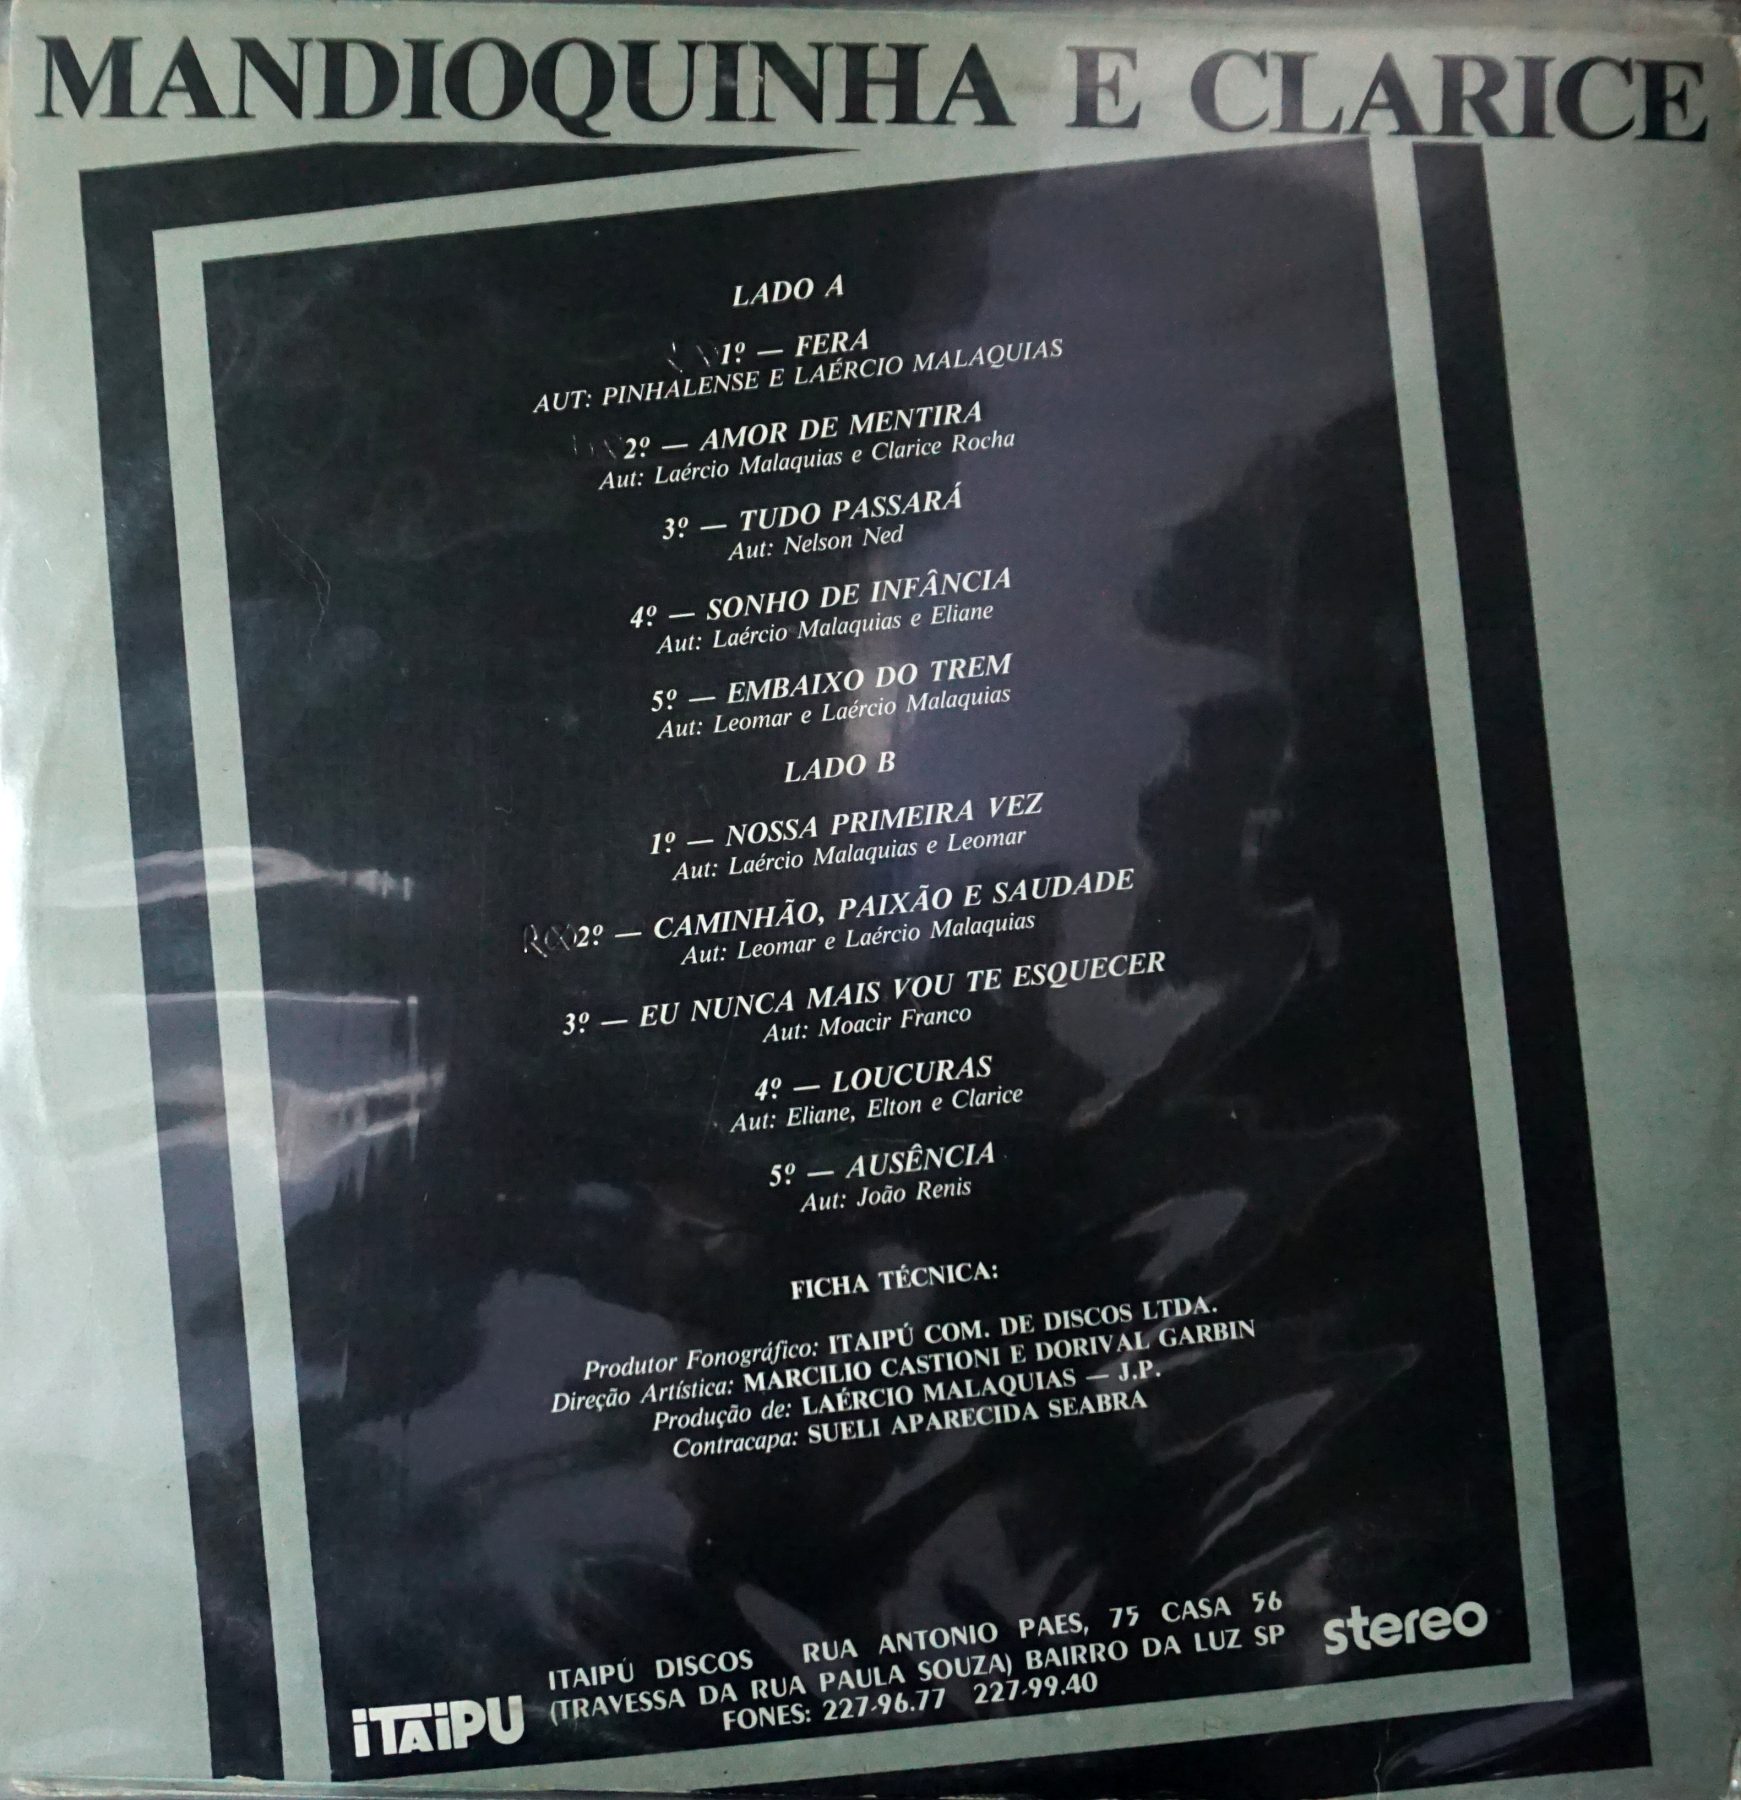 MANDIOQUINHA E CLARICE
LADO A
1º — FERA
AUT: PINHALENSE E LAÉRCIO MALAQUIAS
2º — AMOR DE MENTIRA
Aut: Laércio Malaquias e Clarice Rocha
3º — TUDO PASSARÁ
Aut: Nelson Ned
4º — SONHO DE INFÂNCIA
Aut: Laércio Malaquias e Eliane
5º — EMBAIXO DO TREM
Aut: Leomar e Laércio Malaquias
LADO B
1º — NOSSA PRIMEIRA VEZ
Aut: Laércio Malaquias e Leomar
2º — CAMINHÃO, PAIXÃO E SAUDADE
Aut: Leomar e Laércio Malaquias
3º — EU NUNCA MAIS VOU TE ESQUECER
Aut: Moacir Franco
4º — LOUCURAS
Aut: Eliane, Elton e Clarice
5º — AUSÊNCIA
Aut: João Renis
FICHA TÉCNICA:
Produtor Fonográfico: ITAIPÚ COM. DE DISCOS LTDA.
Direção Artística: MARCILIO CASTIONI E DORIVAL GARBIN
Produção de: LAÉRCIO MALAQUIAS — J.P.
Contracapa: SUELI APARECIDA SEABRA
iTAiPU
ITAIPÚ DISCOS RUA ANTONIO PAES, 75 CASA 56
(TRAVESSA DA RUA PAULA SOUZA) BAIRRO DA LUZ SP
FONES: 227-96.77 227-99.40
stereo